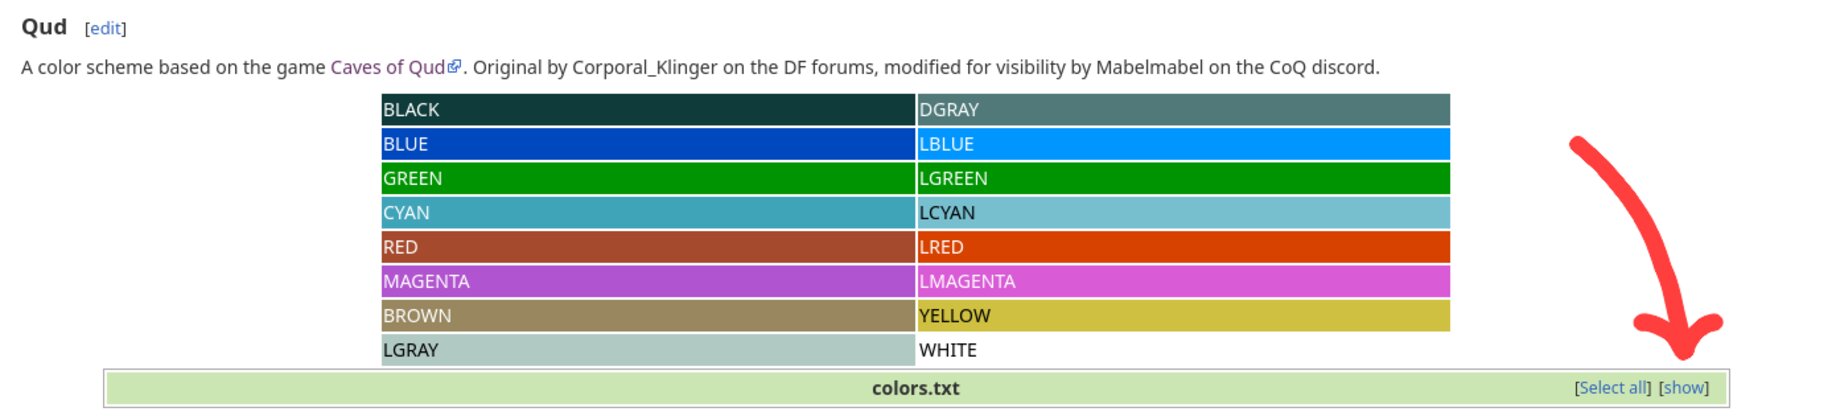 Qud [edit]
A color scheme based on the game Caves of Qud. Original by Corporal_Klinger on the DF forums, modified for visibility by Mabelmabel on the CoQ discord.
BLACK DGRAY
BLUE LBLUE
GREEN LGREEN
CYAN LCYAN
RED LRED
MAGENTA LMAGENTA
BROWN YELLOW
LGRAY WHITE
colors.txt [Select all] [show]